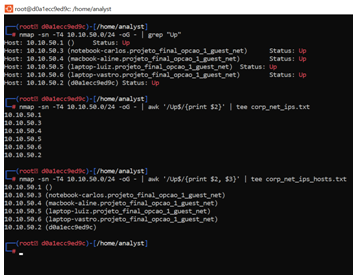 root@d0a1ecc9ed9c: /home/analyst
(root㉿ d0a1ecc9ed9c)-[/home/analyst]
# nmap -sn -T4 10.10.50.0/24 -oG - | grep "Up"
Host: 10.10.50.1 () Status: Up
Host: 10.10.50.3 (notebook-carlos.projeto_final_opcao_1_guest_net) Status: Up
Host: 10.10.50.4 (macbook-aline.projeto_final_opcao_1_guest_net) Status: Up
Host: 10.10.50.5 (laptop-luiz.projeto_final_opcao_1_guest_net) Status: Up
Host: 10.10.50.6 (laptop-vastro.projeto_final_opcao_1_guest_net) Status: Up
Host: 10.10.50.2 (d0a1ecc9ed9c) Status: Up
(root㉿ d0a1ecc9ed9c)-[/home/analyst]
# nmap -sn -T4 10.10.50.0/24 -oG - | awk '/Up$/{print $2}' | tee corp_net_ips.txt
10.10.50.1
10.10.50.3
10.10.50.4
10.10.50.5
10.10.50.6
10.10.50.2
(root㉿ d0a1ecc9ed9c)-[/home/analyst]
# nmap -sn -T4 10.10.50.0/24 -oG - | awk '/Up$/{print $2, $3}' | tee corp_net_ips_hosts.txt
10.10.50.1 ()
10.10.50.3 (notebook-carlos.projeto_final_opcao_1_guest_net)
10.10.50.4 (macbook-aline.projeto_final_opcao_1_guest_net)
10.10.50.5 (laptop-luiz.projeto_final_opcao_1_guest_net)
10.10.50.6 (laptop-vastro.projeto_final_opcao_1_guest_net)
10.10.50.2 (d0a1ecc9ed9c)
(root㉿ d0a1ecc9ed9c)-[/home/analyst]
#